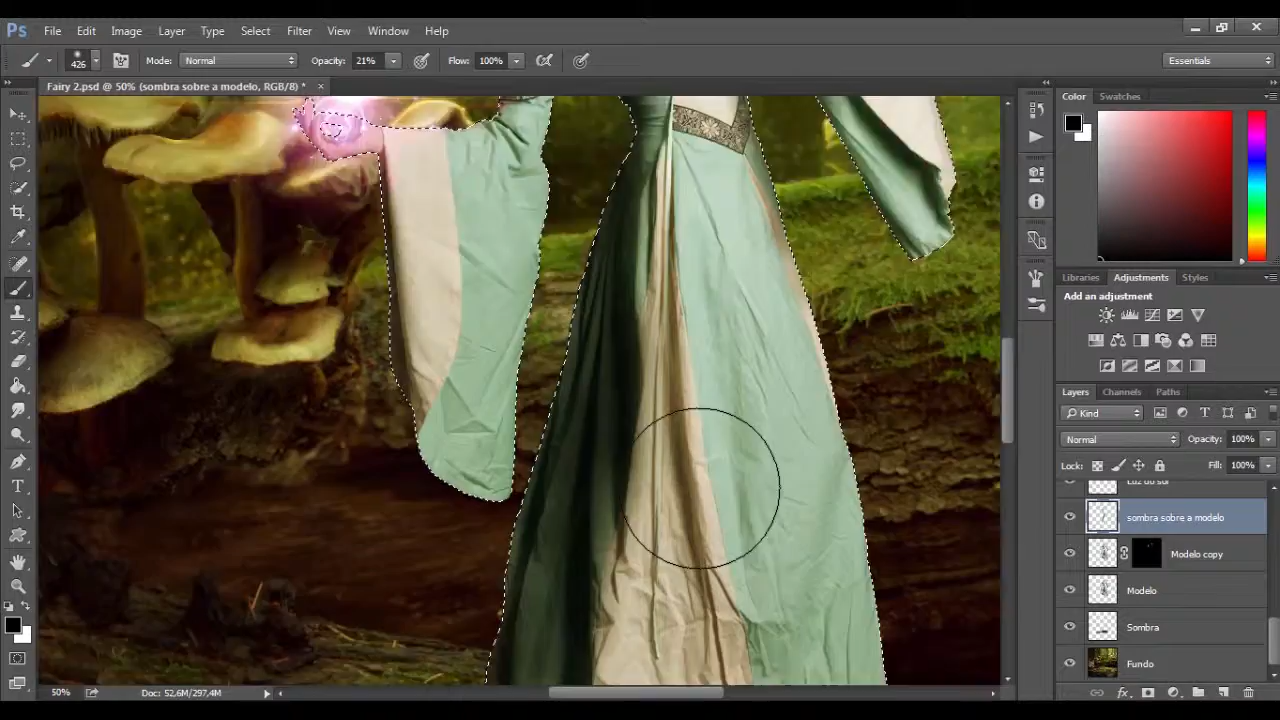 Ps File Edit Image Layer Type Select Filter View Window Help
426 Mode: Normal Opacity: 21% Flow: 100% Essentials
Fairy 2.psd @ 50% (sombra sobre a modelo, RGB/8) * ×
Color Swatches
Libraries Adjustments Styles
Add an adjustment
Layers Channels Paths
Kind
Normal Opacity: 100%
Lock: Fill: 100%
Luz do sol
sombra sobre a modelo
Modelo copy
Modelo
Sombra
Fundo
50% Doc: 52,6M/297,4M